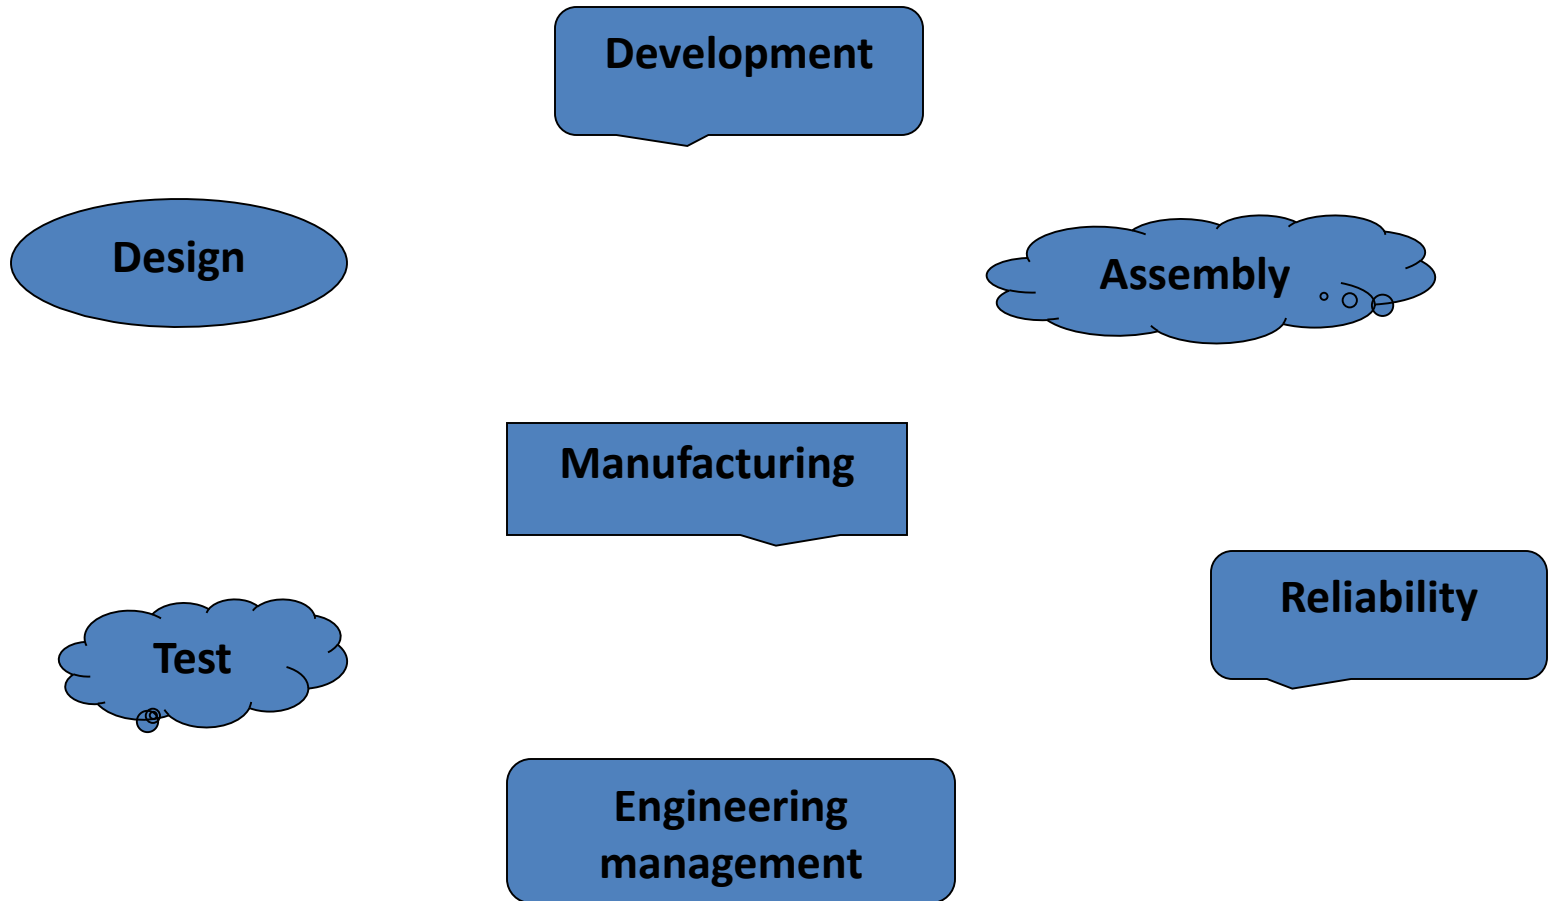 Development
Design
Assembly
Manufacturing
Reliability
Test
Engineering
management